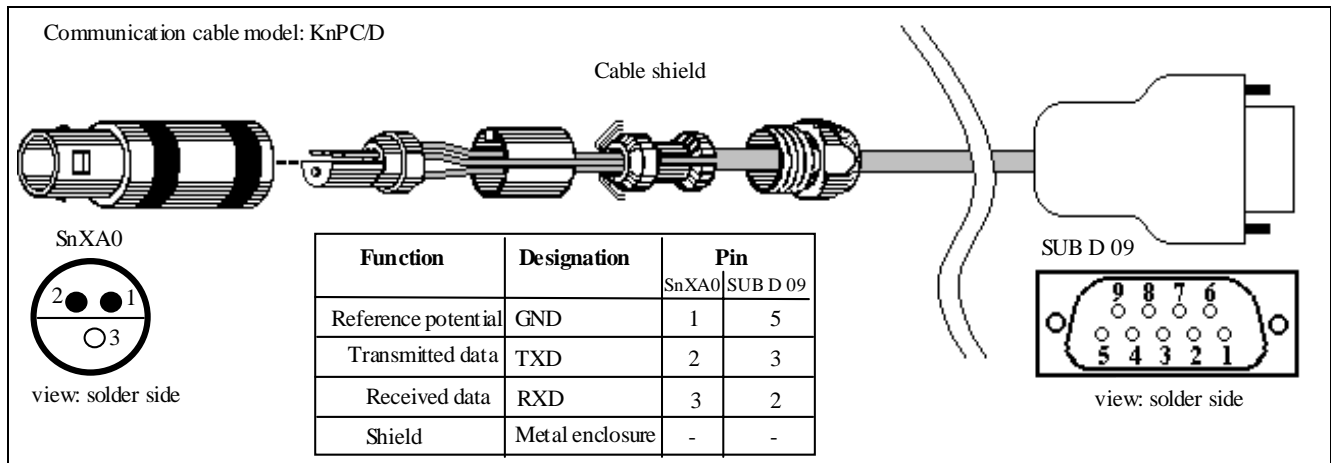 Communication cable model: KnPC/D
Cable shield
SnXA0
2 1
3
view: solder side
Function Designation Pin
SnXA0 SUB D 09
Reference potential GND 1 5
Transmitted data TXD 2 3
Received data RXD 3 2
Shield Metal enclosure - -
SUB D 09
9 8 7 6
5 4 3 2 1
view: solder side